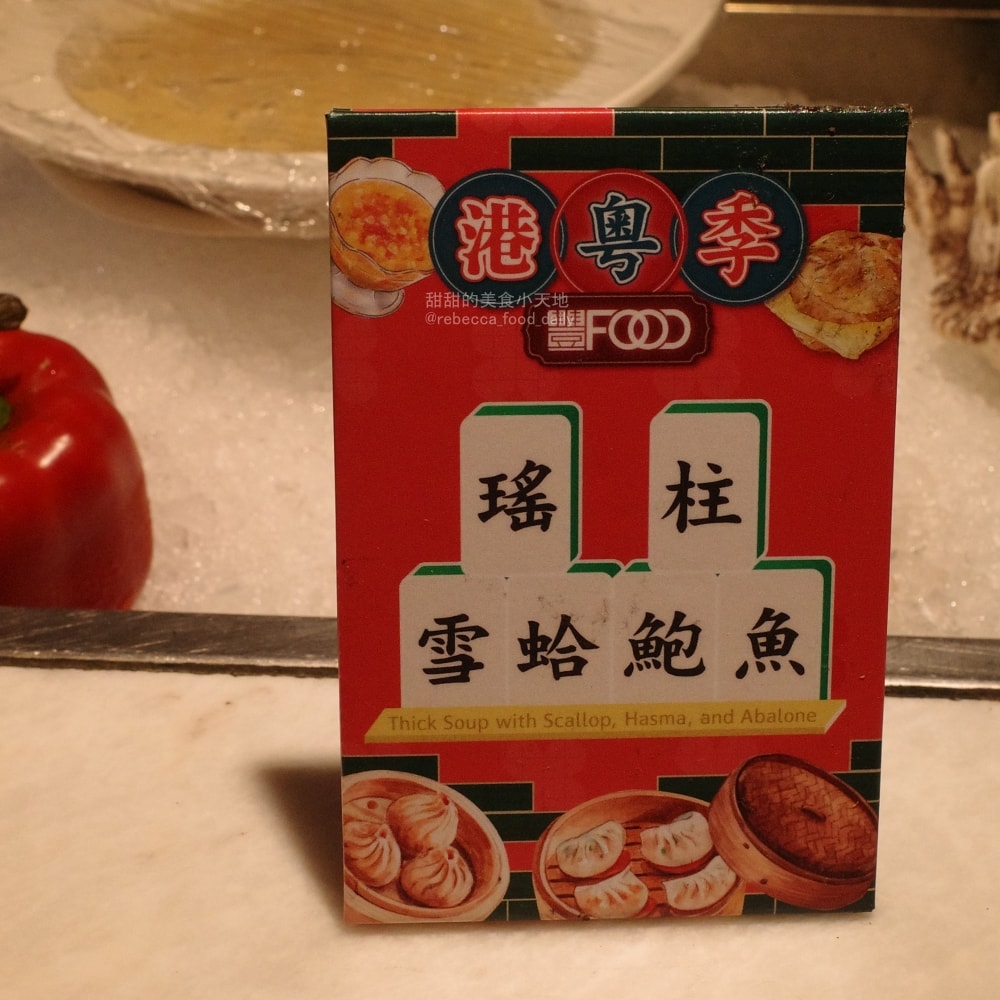 港粵季
甜甜的美食小天地
@rebecca_food_daily
豐FOOD
瑤柱
雪蛤鮑魚
Thick Soup with Scallop, Hasma, and Abalone